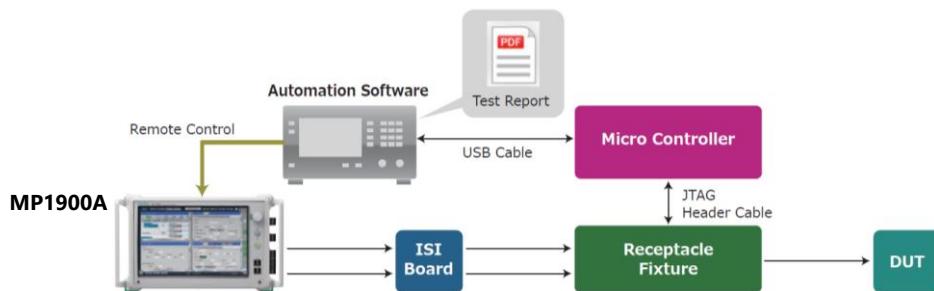 PDF
Test Report
Automation Software
Remote Control
USB Cable
Micro Controller
MP1900A
JTAG
Header Cable
ISI
Board
Receptacle
Fixture
DUT